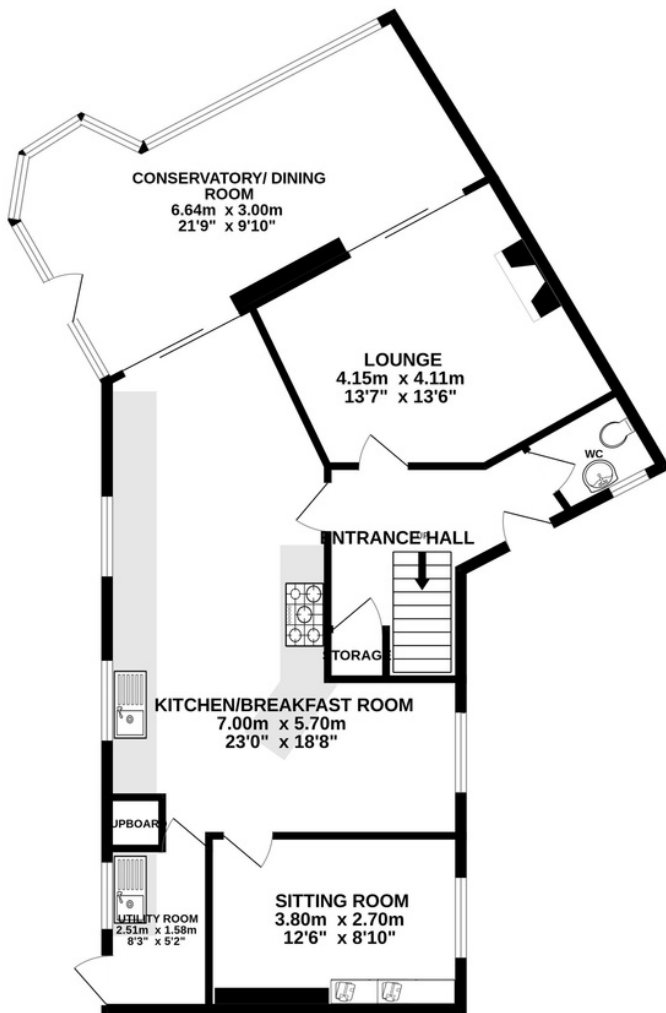 CONSERVATORY/ DINING
ROOM
6.64m x 3.00m
21'9" x 9'10"
LOUNGE
4.15m x 4.11m
13'7" x 13'6"
WC
ENTRANCE HALL
UP
STORAGE
KITCHEN/BREAKFAST ROOM
7.00m x 5.70m
23'0" x 18'8"
UPBOARD
UTILITY ROOM
2.51m x 1.58m
8'3" x 5'2"
SITTING ROOM
3.80m x 2.70m
12'6" x 8'10"